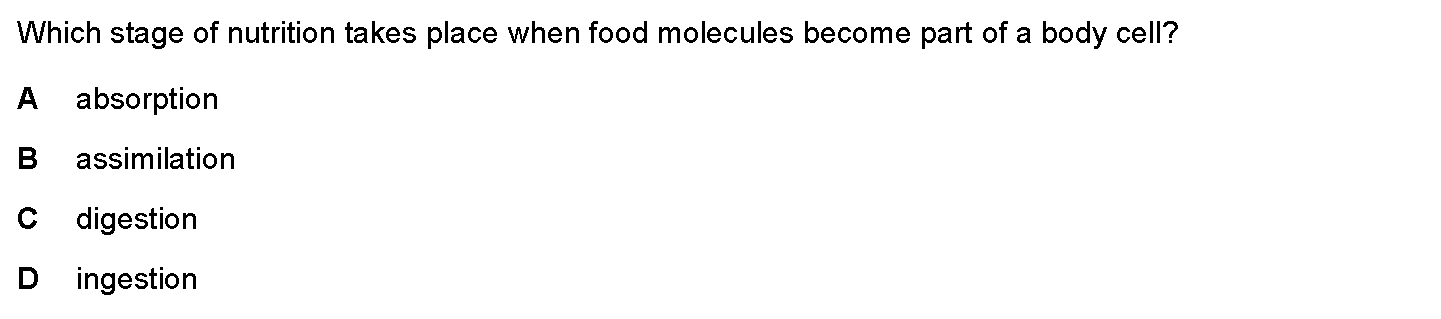 Which stage of nutrition takes place when food molecules become part of a body cell?
A absorption
B assimilation
C digestion
D ingestion